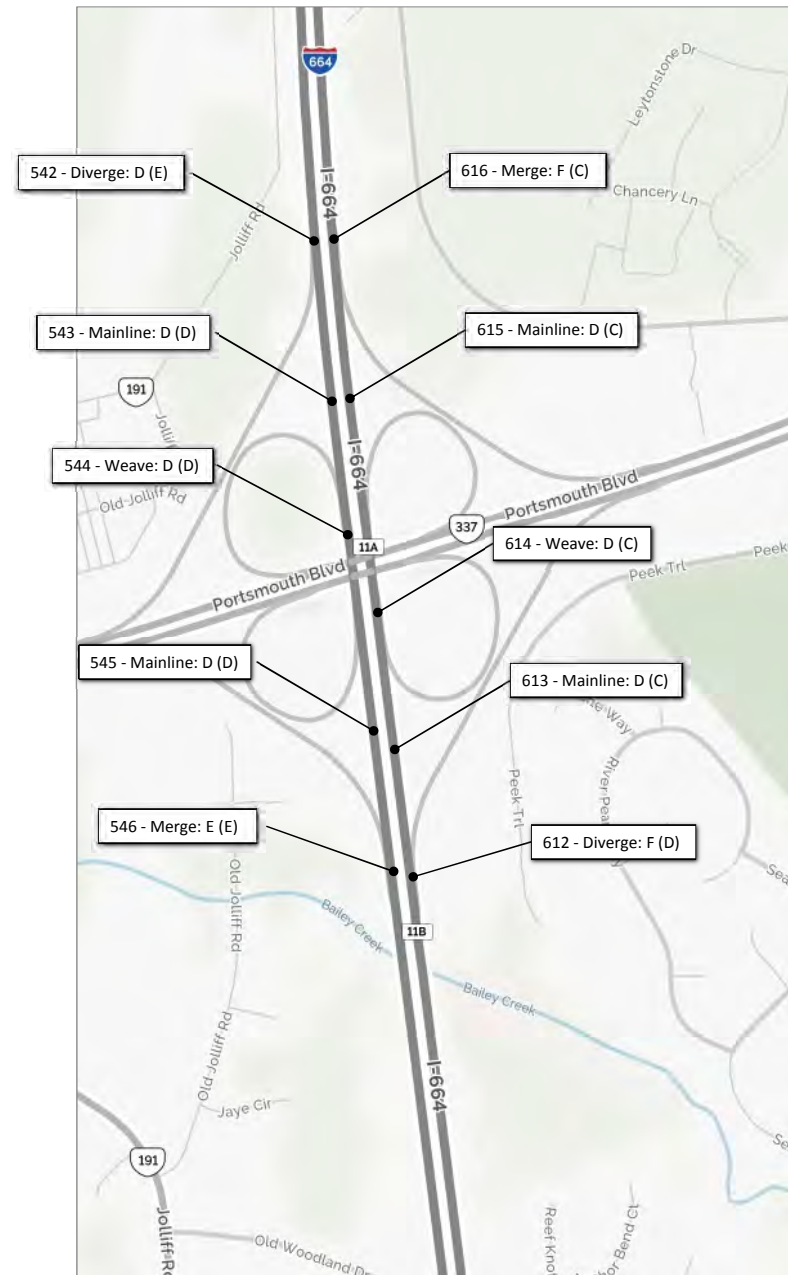 664
Leytonstone Dr
542 - Diverge: D (E)
616 - Merge: F (C)
I-664
Chancery Ln
Jolliff Rd
543 - Mainline: D (D)
615 - Mainline: D (C)
191
I-664
544 - Weave: D (D)
Old Jolliff Rd
Portsmouth Blvd
337
11A
614 - Weave: D (C)
Peek Trl
Portsmouth Blvd
545 - Mainline: D (D)
613 - Mainline: D (C)
Peek Trl
546 - Merge: E (E)
612 - Diverge: F (D)
Old Jolliff Rd
Bailey Creek
11B
Bailey Creek
Old Jolliff Rd
I-664
Jaye Cir
191
Old Woodland Dr